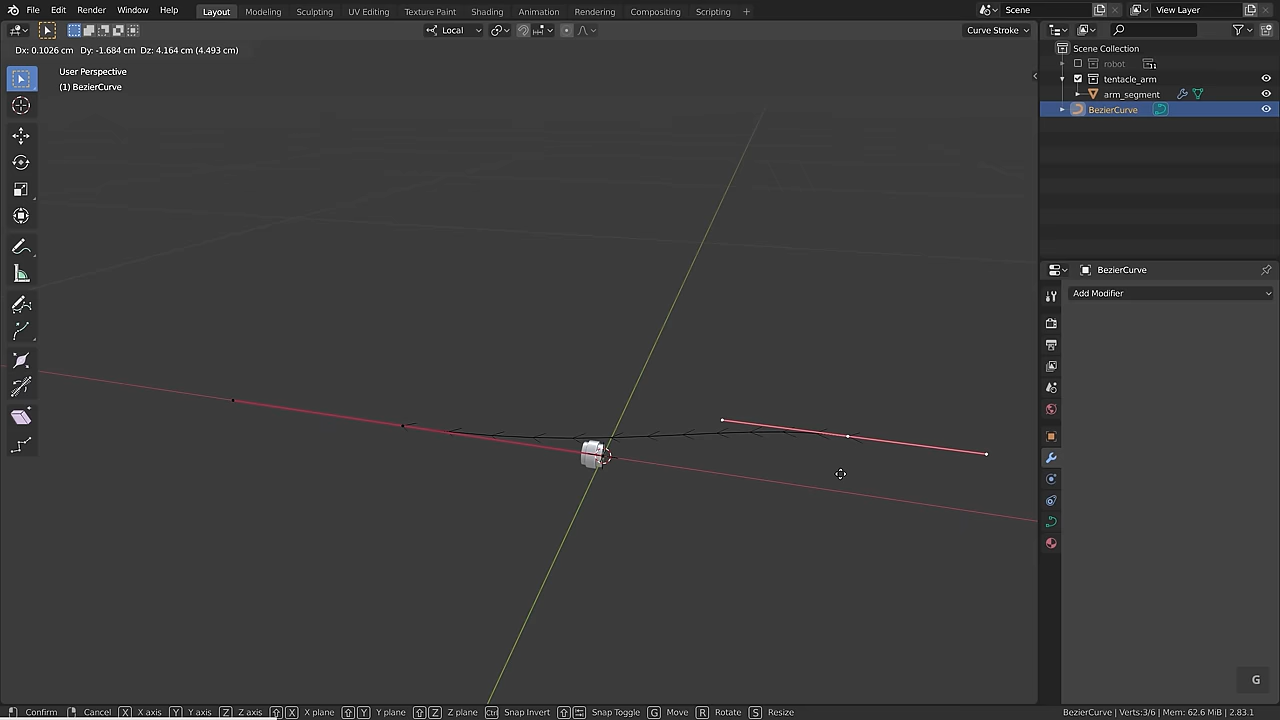 File Edit Render Window Help Layout Modeling Sculpting UV Editing Texture Paint Shading Animation Rendering Compositing Scripting + Scene View Layer
Local Curve Stroke
Dx: 0.1026 cm Dy: -1.684 cm Dz: 4.164 cm (4.493 cm)
Scene Collection
robot
User Perspective
tentacle_arm
(1) BezierCurve
arm_segment
BezierCurve
BezierCurve
Add Modifier
G
Confirm Cancel X X axis Y Y axis Z Z axis X X plane Y Y plane Z Z plane Ctrl Snap Invert Snap Toggle G Move R Rotate S Resize BezierCurve | Verts:3/6 | Mem: 62.6 MiB | 2.83.1